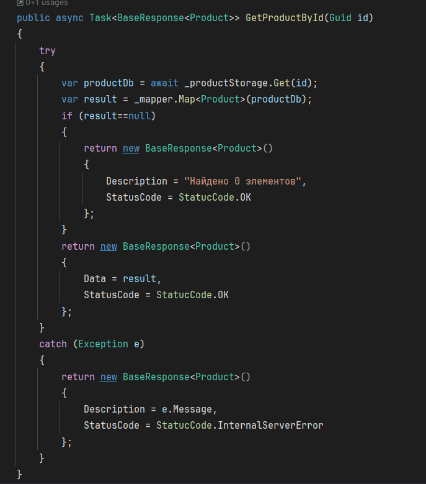 0+1 usages
public async Task<BaseResponse<Product>> GetProductById(Guid id)
{
    try
    {
        var productDb = await _productStorage.Get(id);
        var result = _mapper.Map<Product>(productDb);
        if (result==null)
        {
            return new BaseResponse<Product>()
            {
                Description = "Найдено 0 элементов",
                StatusCode = StatucCode.OK
            };
        }
        return new BaseResponse<Product>()
        {
            Data = result,
            StatusCode = StatucCode.OK
        };
    }
    catch (Exception e)
    {
        return new BaseResponse<Product>()
        {
            Description = e.Message,
            StatusCode = StatucCode.InternalServerError
        };
    }
}